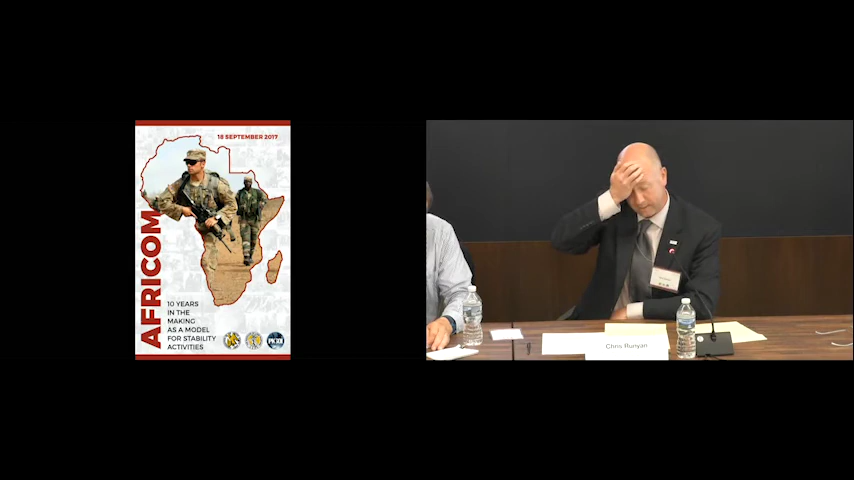 18 SEPTEMBER 2017
AFRICOM
10 YEARS
IN THE
MAKING
AS A MODEL
FOR STABILITY
ACTIVITIES
Chris Runyan